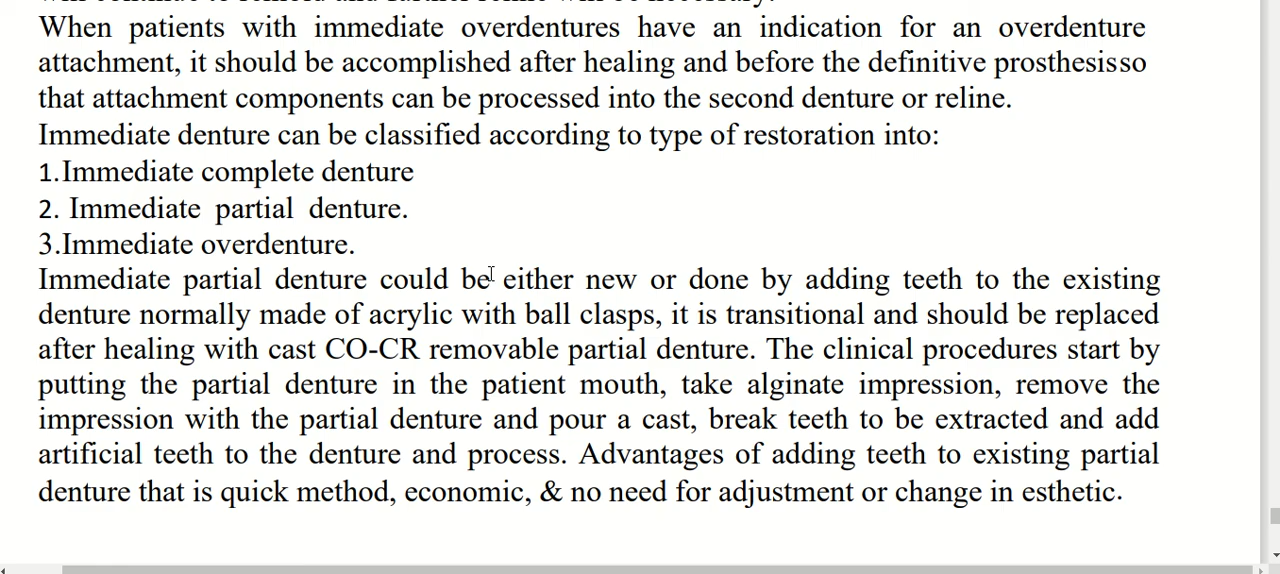 When patients with immediate overdentures have an indication for an overdenture
attachment, it should be accomplished after healing and before the definitive prosthesisso
that attachment components can be processed into the second denture or reline.
Immediate denture can be classified according to type of restoration into:
1.Immediate complete denture
2. Immediate partial denture.
3.Immediate overdenture.
Immediate partial denture could be either new or done by adding teeth to the existing
denture normally made of acrylic with ball clasps, it is transitional and should be replaced
after healing with cast CO-CR removable partial denture. The clinical procedures start by
putting the partial denture in the patient mouth, take alginate impression, remove the
impression with the partial denture and pour a cast, break teeth to be extracted and add
artificial teeth to the denture and process. Advantages of adding teeth to existing partial
denture that is quick method, economic, & no need for adjustment or change in esthetic.